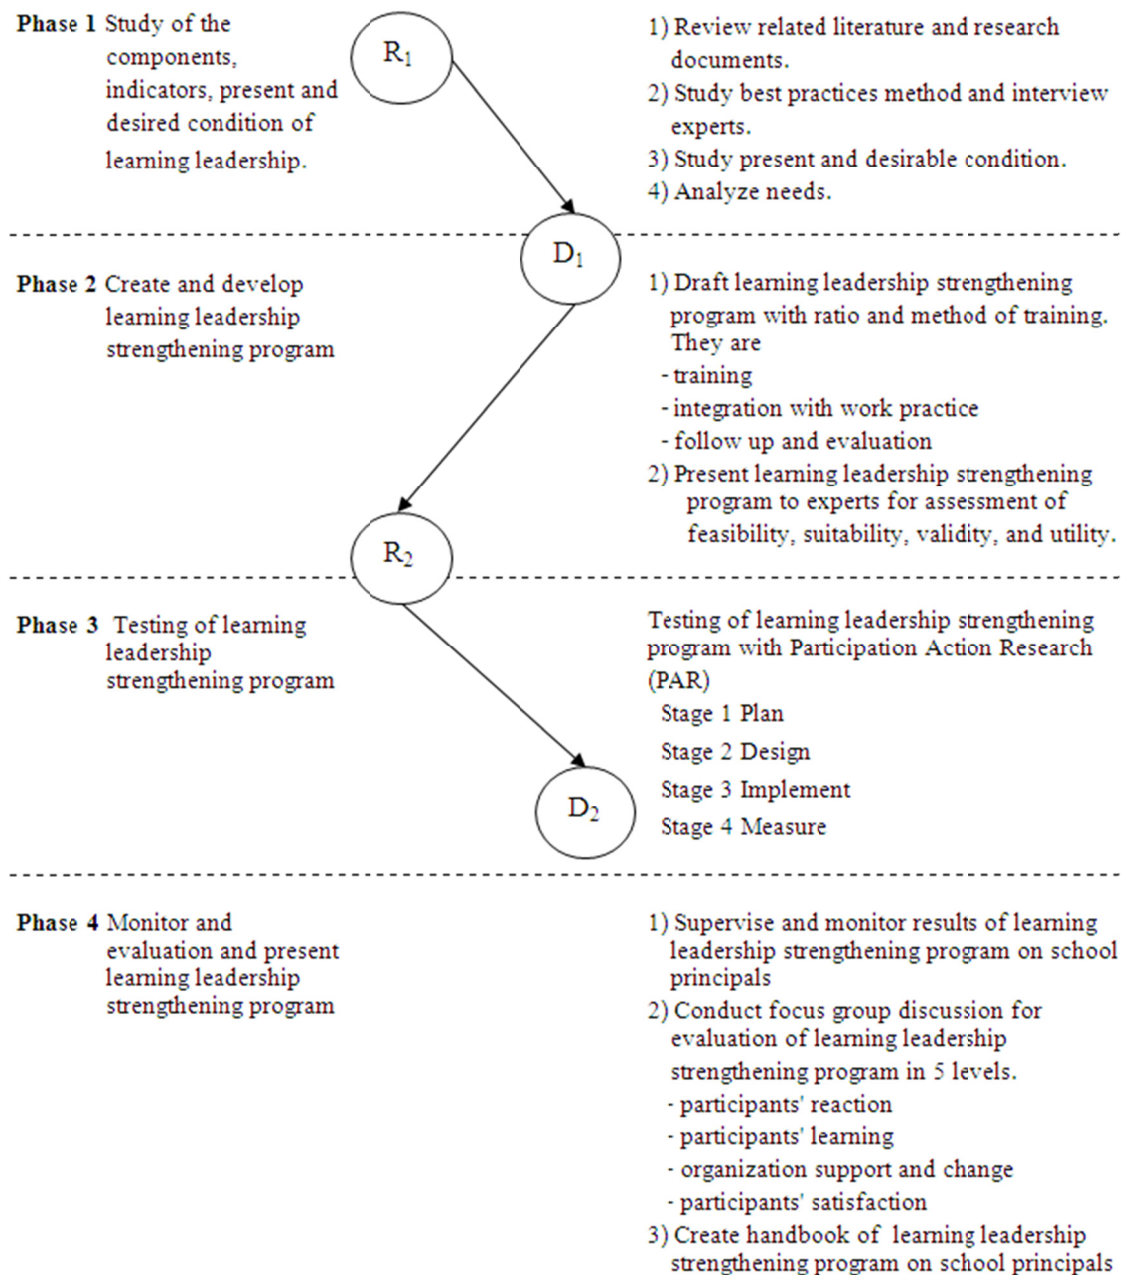 Phase 1 Study of the
components,
indicators, present and
desired condition of
learning leadership.
R1
1) Review related literature and research
documents.
2) Study best practices method and interview
experts.
3) Study present and desirable condition.
4) Analyze needs.
D1
Phase 2 Create and develop
learning leadership
strengthening program
1) Draft learning leadership strengthening
program with ratio and method of training.
They are
- training
- integration with work practice
- follow up and evaluation
2) Present learning leadership strengthening
program to experts for assessment of
feasibility, suitability, validity, and utility.
R2
Phase 3 Testing of learning
leadership
strengthening program
Testing of learning leadership strengthening
program with Participation Action Research
(PAR)
Stage 1 Plan
Stage 2 Design
Stage 3 Implement
Stage 4 Measure
D2
Phase 4 Monitor and
evaluation and present
learning leadership
strengthening program
1) Supervise and monitor results of learning
leadership strengthening program on school
principals
2) Conduct focus group discussion for
evaluation of learning leadership
strengthening program in 5 levels.
- participants' reaction
- participants' learning
- organization support and change
- participants' satisfaction
3) Create handbook of learning leadership
strengthening program on school principals